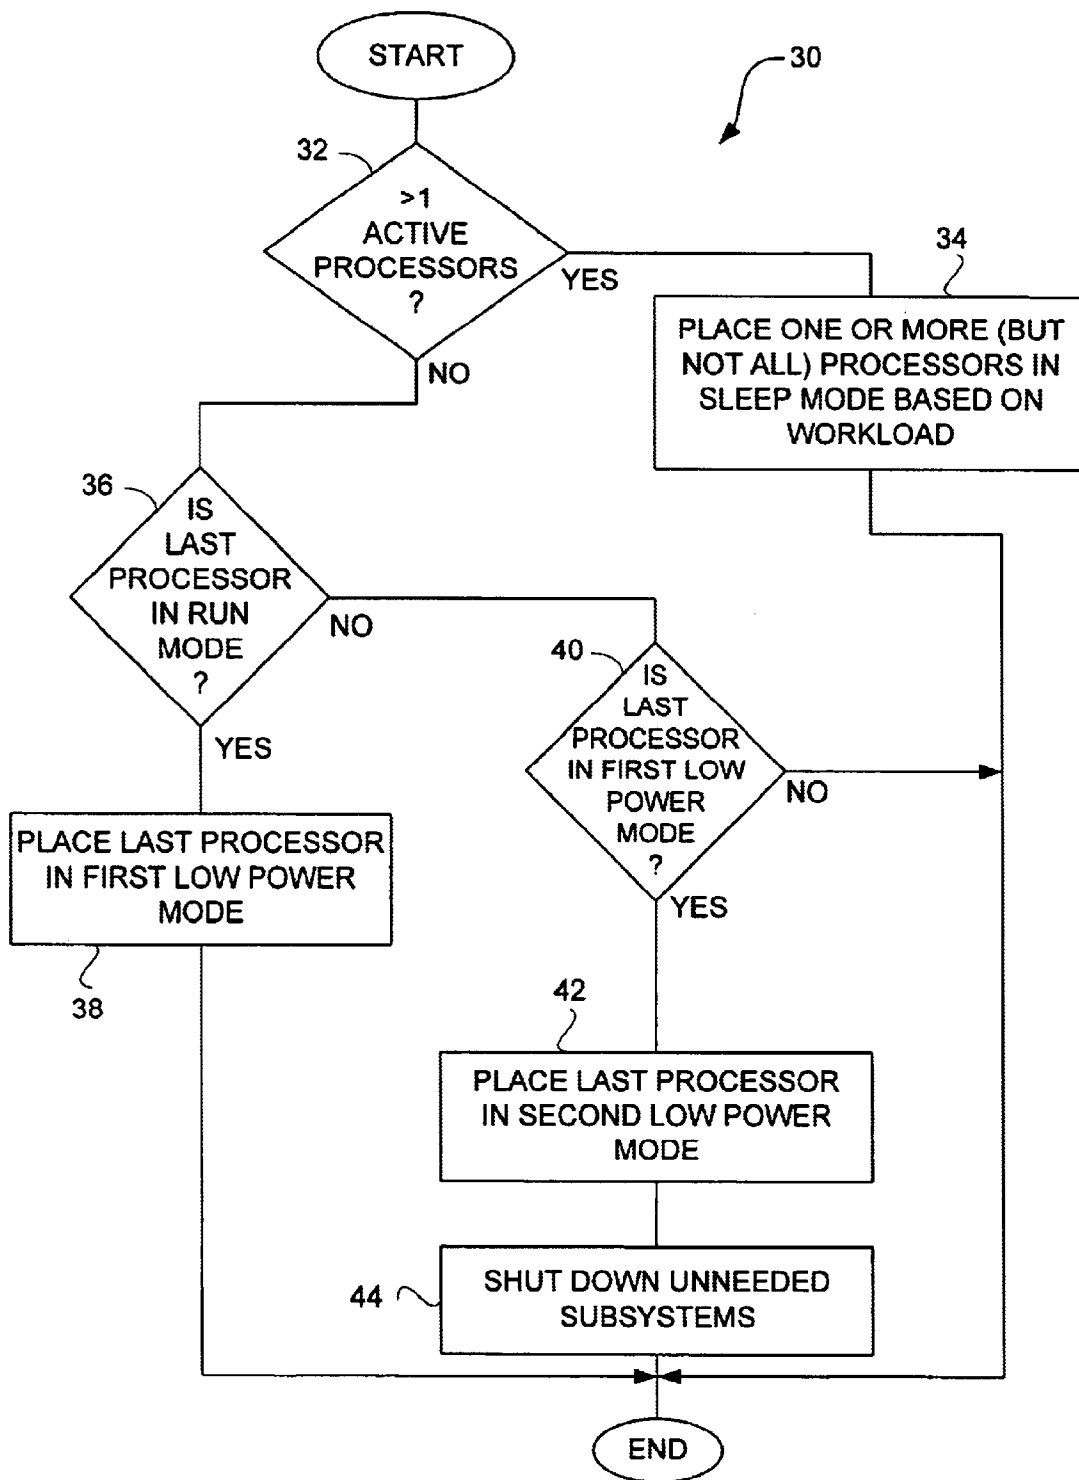 START
30
32
>1
ACTIVE
PROCESSORS
?
YES
NO
34
PLACE ONE OR MORE (BUT
NOT ALL) PROCESSORS IN
SLEEP MODE BASED ON
WORKLOAD
36
IS
LAST
PROCESSOR
IN RUN
MODE
?
NO
YES
40
IS
LAST
PROCESSOR
IN FIRST LOW
POWER
MODE
?
NO
YES
PLACE LAST PROCESSOR
IN FIRST LOW POWER
MODE
38
42
PLACE LAST PROCESSOR
IN SECOND LOW POWER
MODE
44
SHUT DOWN UNNEEDED
SUBSYSTEMS
END